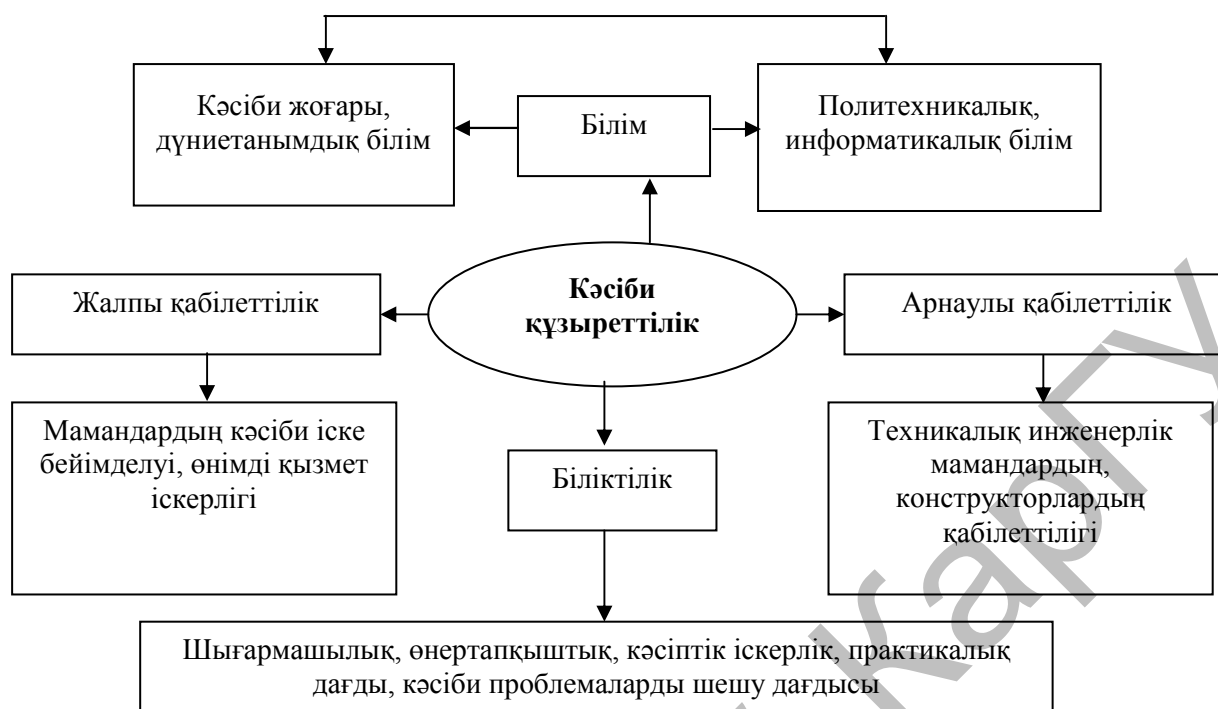 Кәсіби жоғары,
дүниетанымдық білім
Білім
Политехникалық,
информатикалық білім
Жалпы қабілеттілік
Кәсіби
құзыреттілік
Арнаулы қабілеттілік
Мамандардың кәсіби іске
бейімделуі, өнімді қызмет
іскерлігі
Біліктілік
Техникалық инженерлік
мамандардың,
конструкторлардың
қабілеттілігі
Шығармашылық, өнертапқыштық, кәсіптік іскерлік, практикалық
дағды, кәсіби проблемаларды шешу дағдысы
КарГУ